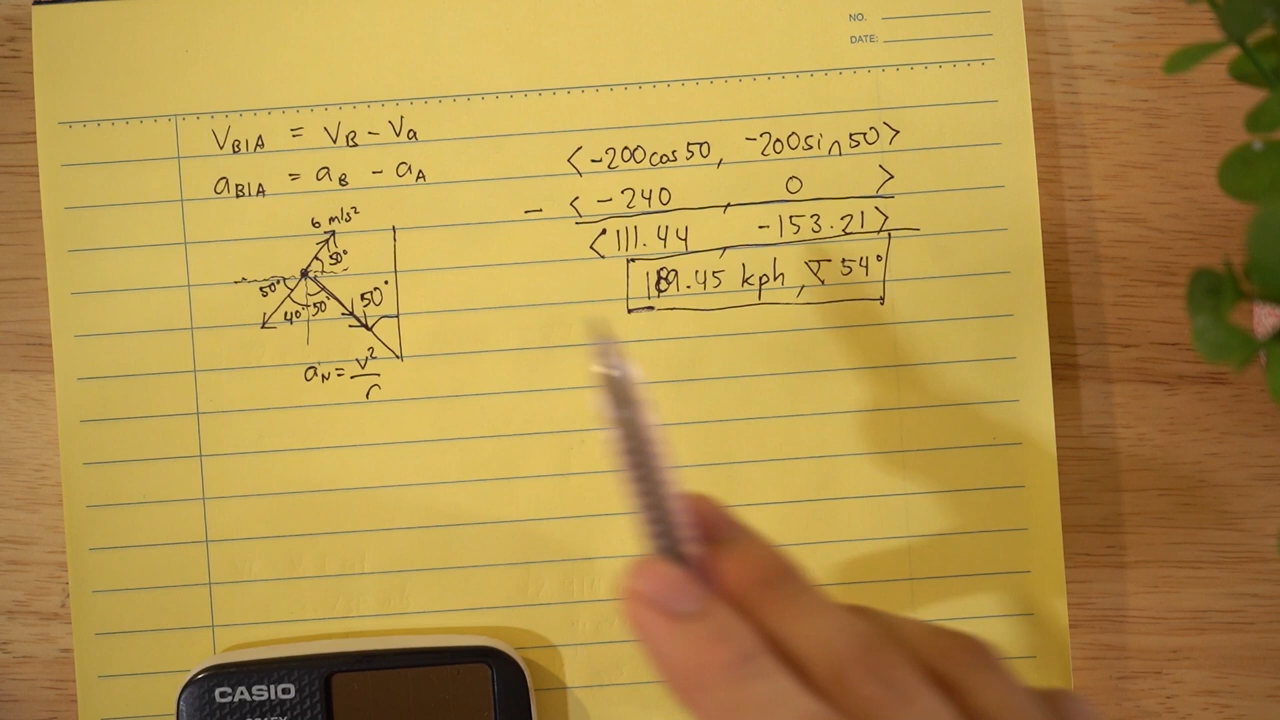 NO.
DATE:
V_B/A = V_B - V_a
a_B/A = a_B - a_A
6 m/s²
50°
50°
40° 50°
50°
a_N = v²/r
<-200cos50, -200sin50>
- <-240, 0>
<111.44, -153.21>
189.45 kph, 54°
CASIO